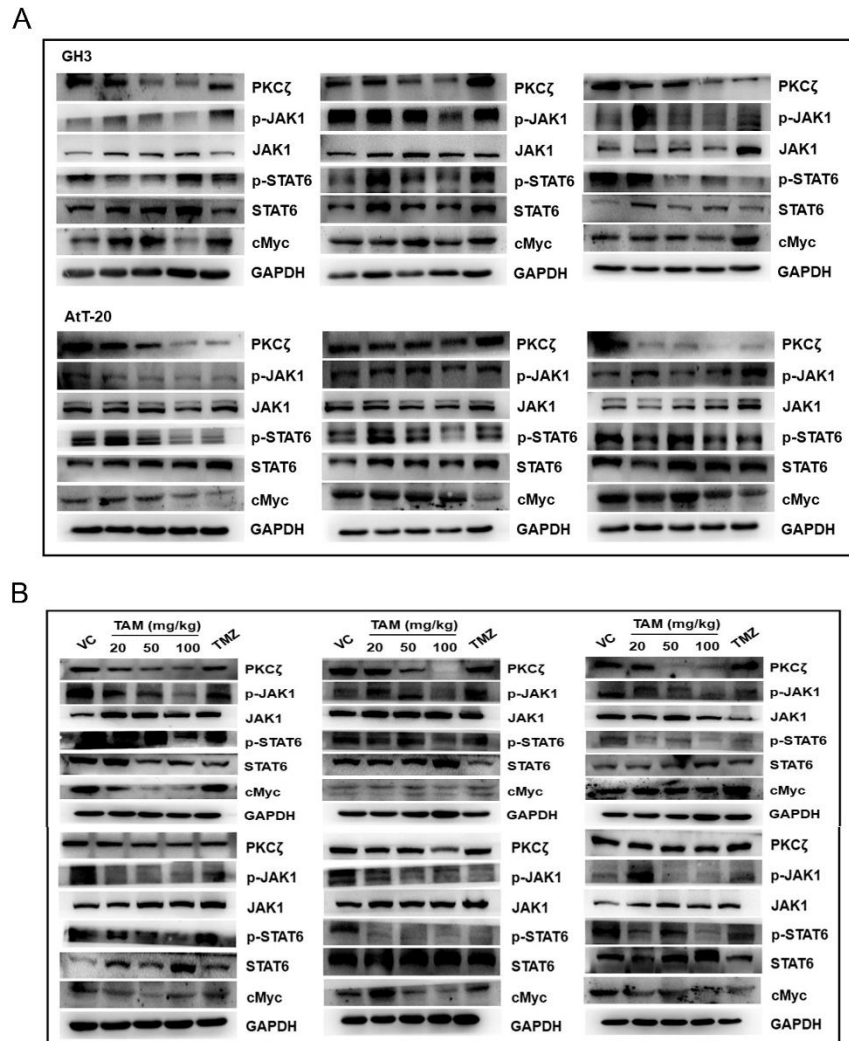 A
GH3
PKCζ PKCζ PKCζ
p-JAK1 p-JAK1 p-JAK1
JAK1 JAK1 JAK1
p-STAT6 p-STAT6 p-STAT6
STAT6 STAT6 STAT6
cMyc cMyc cMyc
GAPDH GAPDH GAPDH
AtT-20
PKCζ PKCζ PKCζ
p-JAK1 p-JAK1 p-JAK1
JAK1 JAK1 JAK1
p-STAT6 p-STAT6 p-STAT6
STAT6 STAT6 STAT6
cMyc cMyc cMyc
GAPDH GAPDH GAPDH
B
TAM (mg/kg) TAM (mg/kg) TAM (mg/kg)
VC 20 50 100 TMZ VC 20 50 100 TMZ VC 20 50 100 TMZ
PKCζ PKCζ PKCζ
p-JAK1 p-JAK1 p-JAK1
JAK1 JAK1 JAK1
p-STAT6 p-STAT6 p-STAT6
STAT6 STAT6 STAT6
cMyc cMyc cMyc
GAPDH GAPDH GAPDH
PKCζ PKCζ PKCζ
p-JAK1 p-JAK1 p-JAK1
JAK1 JAK1 JAK1
p-STAT6 p-STAT6 p-STAT6
STAT6 STAT6 STAT6
cMyc cMyc cMyc
GAPDH GAPDH GAPDH